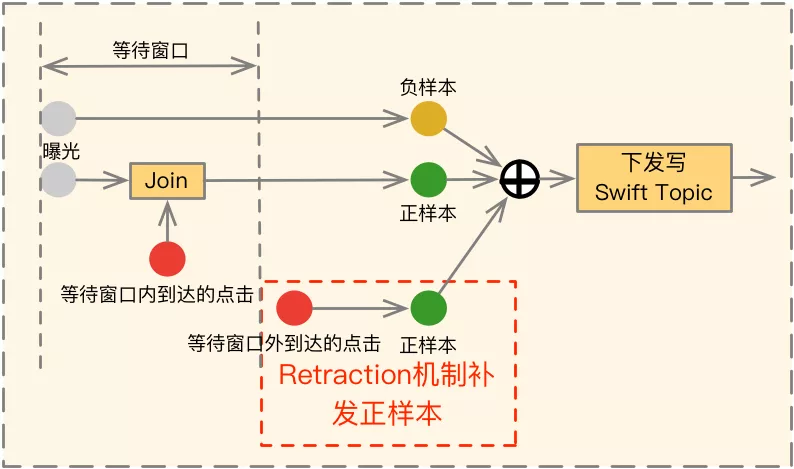 等待窗口
负样本
曝光
Join
正样本
下发写
Swift Topic
等待窗口内到达的点击
等待窗口外到达的点击
正样本
Retraction机制补
发正样本